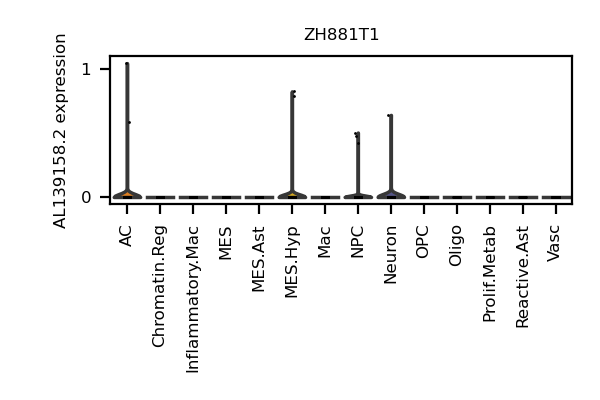 ZH881T1
AL139158.2 expression
1
0
AC
Chromatin.Reg
Inflammatory.Mac
MES
MES.Ast
MES.Hyp
Mac
NPC
Neuron
OPC
Oligo
Prolif.Metab
Reactive.Ast
Vasc